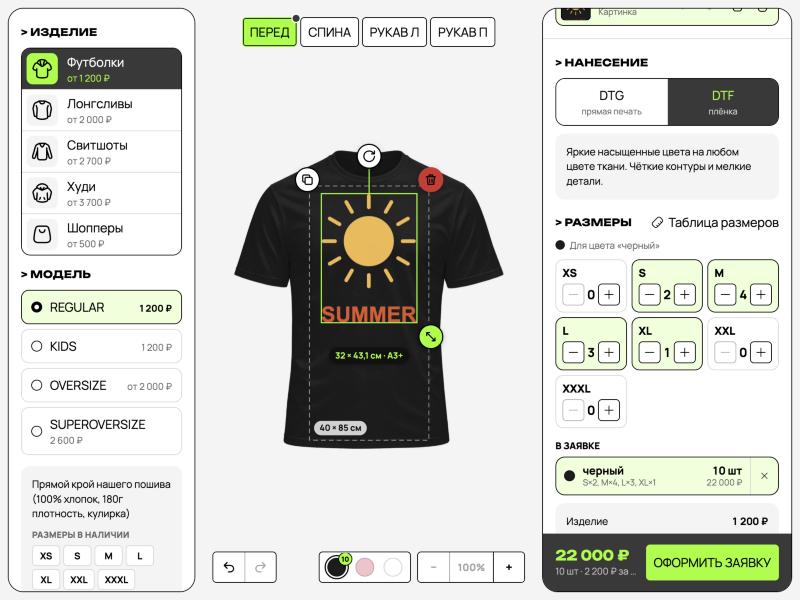 > ИЗДЕЛИЕ
Футболки
от 1 200 ₽
Лонгсливы
от 2 000 ₽
Свитшоты
от 2 700 ₽
Худи
от 3 700 ₽
Шопперы
от 500 ₽
> МОДЕЛЬ
REGULAR 1 200 ₽
KIDS 1 200 ₽
OVERSIZE от 2 000 ₽
SUPEROVERSIZE
2 600 ₽
Прямой крой нашего пошива
(100% хлопок, 180г
плотность, кулирка)
РАЗМЕРЫ В НАЛИЧИИ
XS S M L
XL XXL XXXL
ПЕРЕД СПИНА РУКАВ Л РУКАВ П
SUMMER
32 × 43,1 см · А3+
40 × 85 см
10
− 100% +
Картинка
> НАНЕСЕНИЕ
DTG DTF
прямая печать плёнка
Яркие насыщенные цвета на любом
цвете ткани. Чёткие контуры и мелкие
детали.
> РАЗМЕРЫ Таблица размеров
Для цвета «черный»
XS S M
− 0 + − 2 + − 4 +
L XL XXL
− 3 + − 1 + − 0 +
XXXL
− 0 +
В ЗАЯВКЕ
черный 10 шт ×
S×2, M×4, L×3, XL×1 22 000 ₽
Изделие 1 200 ₽
22 000 ₽
10 шт · 2 200 ₽ за ...
ОФОРМИТЬ ЗАЯВКУ